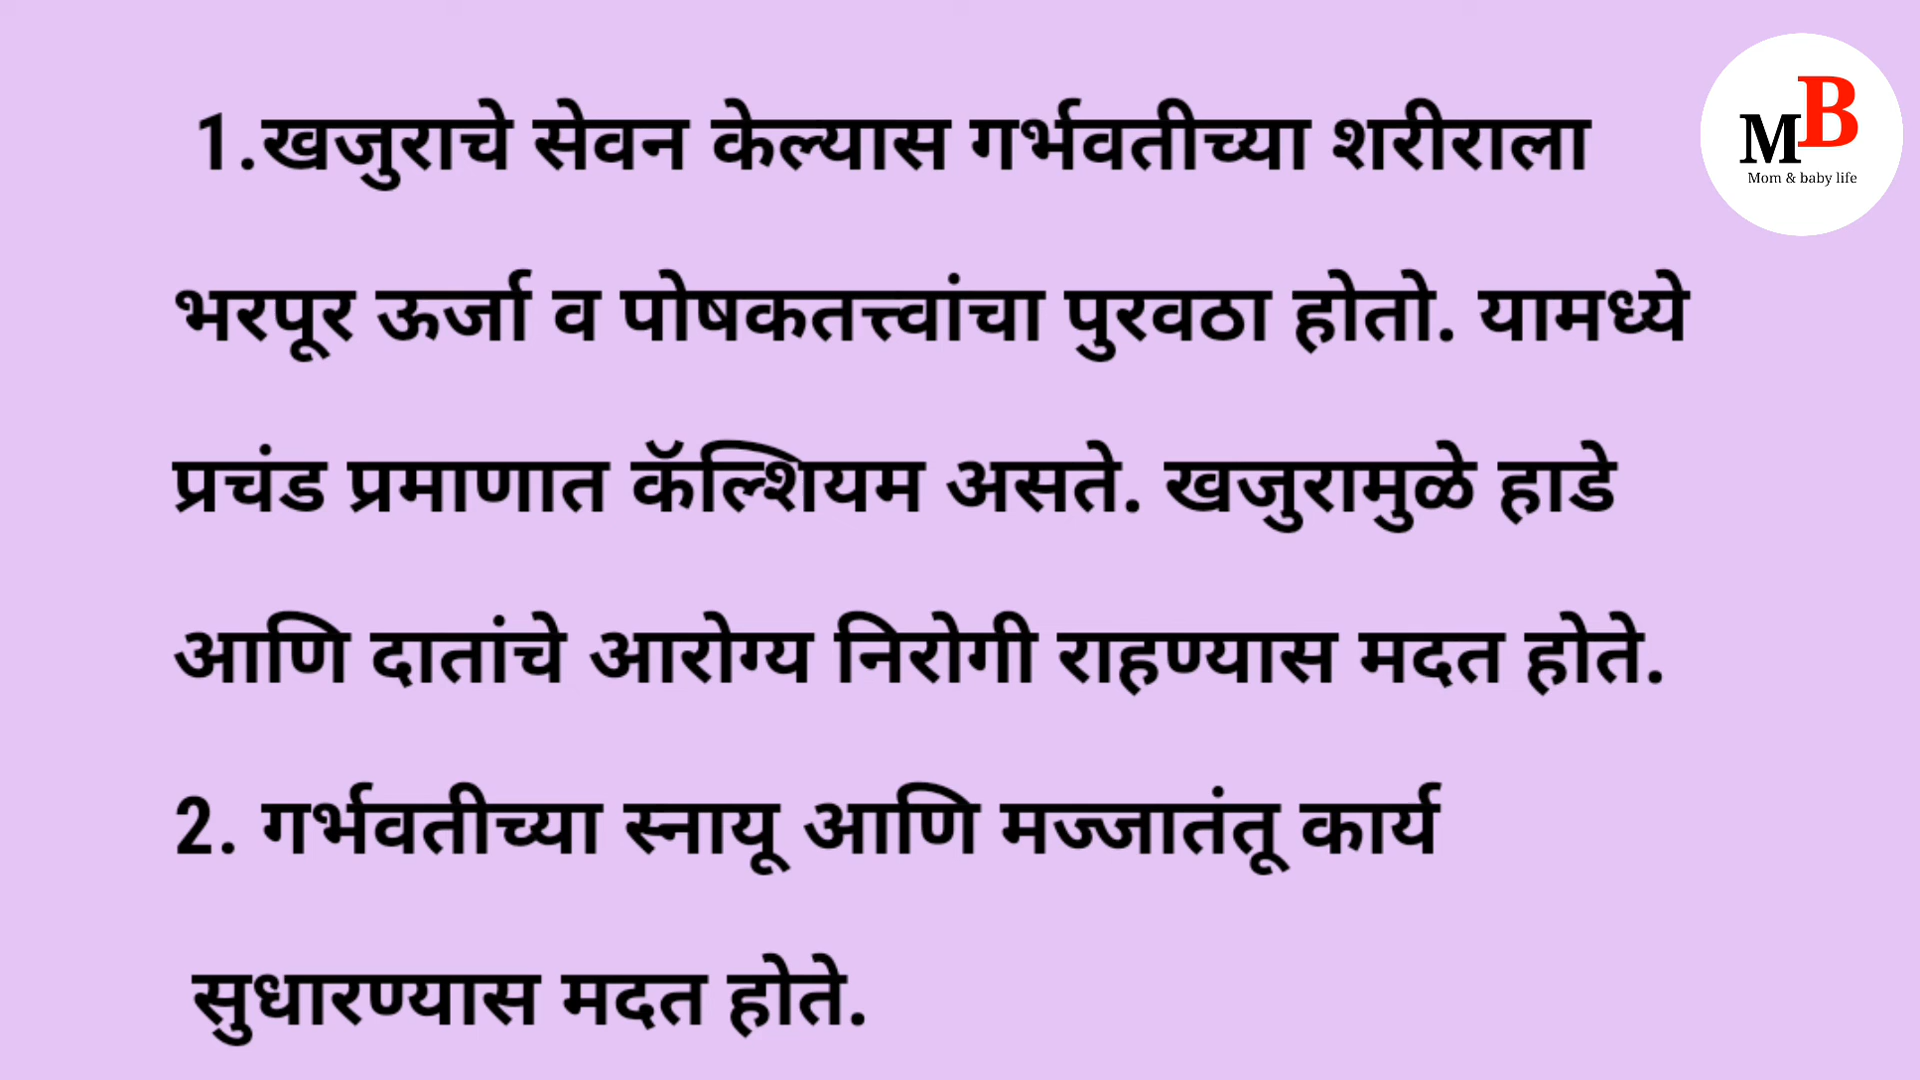 1.खजुराचे सेवन केल्यास गर्भवतीच्या शरीराला
भरपूर ऊर्जा व पोषकतत्त्वांचा पुरवठा होतो. यामध्ये
प्रचंड प्रमाणात कॅल्शियम असते. खजुरामुळे हाडे
आणि दातांचे आरोग्य निरोगी राहण्यास मदत होते.
2. गर्भवतीच्या स्नायू आणि मज्जातंतू कार्य
सुधारण्यास मदत होते.
MB
Mom & baby life